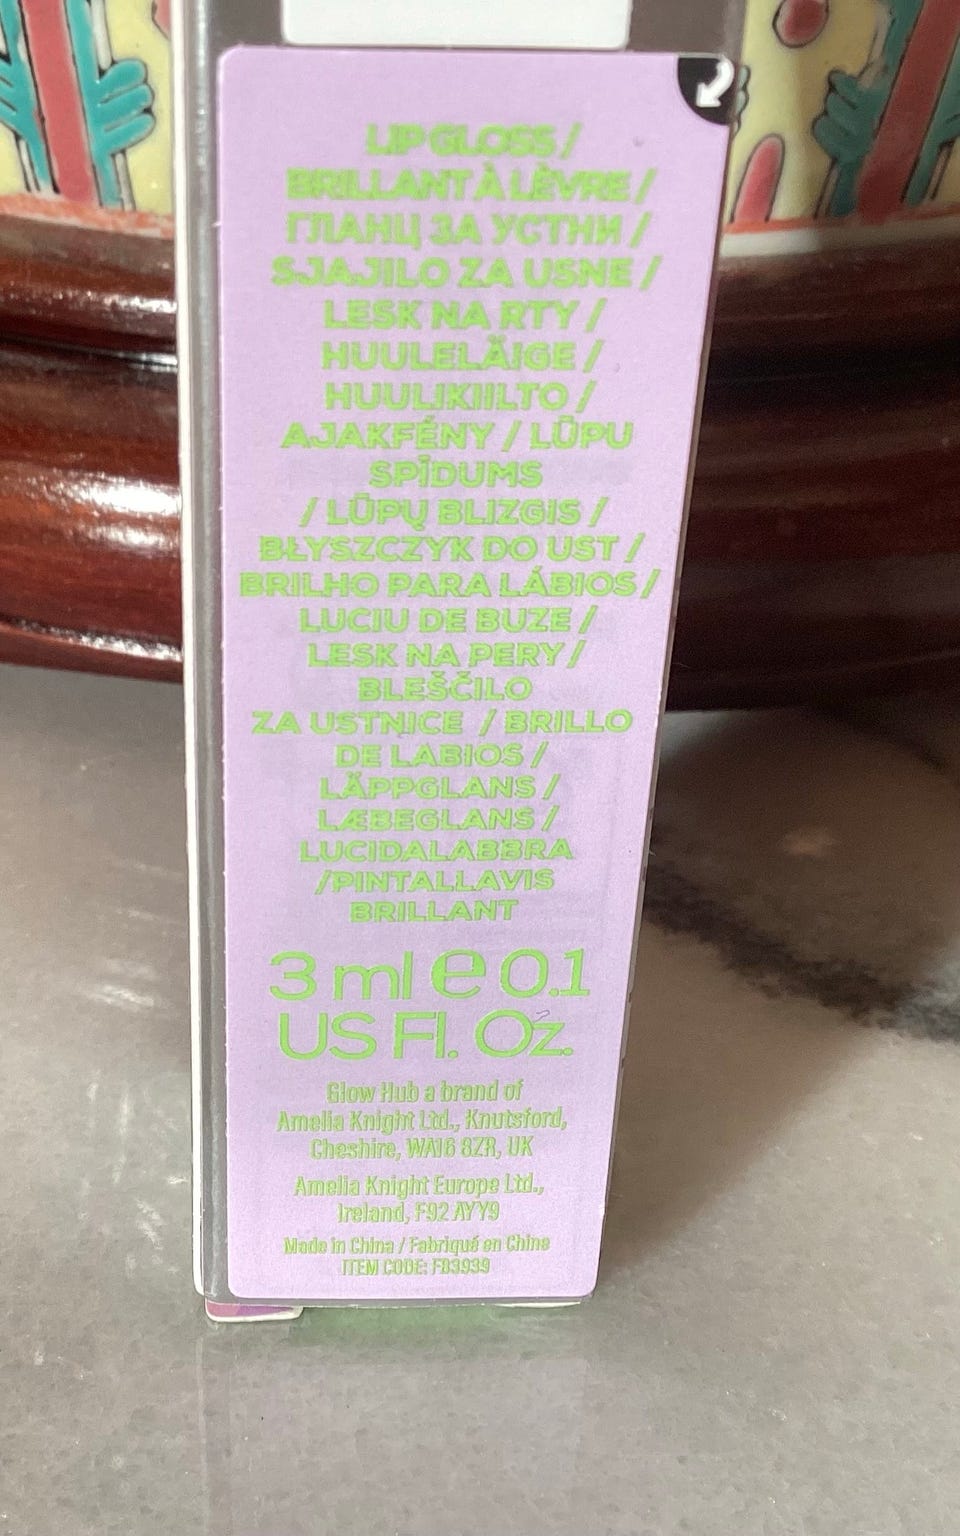 LIP GLOSS /
BRILLANT À LÈVRE /
ГЛАНЦ ЗА УСТНИ /
SJAJILO ZA USNE /
LESK NA RTY /
HUULELÄIGE /
HUULIKIILTO /
AJAKFÉNY / LŪPU
SPĪDUMS
/ LŪPŲ BLIZGIS /
BŁYSZCZYK DO UST /
BRILHO PARA LÁBIOS /
LUCIU DE BUZE /
LESK NA PERY /
BLEŠČILO
ZA USTNICE / BRILLO
DE LABIOS /
LÄPPGLANS /
LÆBEGLANS /
LUCIDALABBRA
/PINTALLAVIS
BRILLANT
3 ml e 0.1
US Fl. Oz.
Glow Hub a brand of
Amelia Knight Ltd., Knutsford,
Cheshire, WA16 8ZR, UK
Amelia Knight Europe Ltd.,
Ireland, F92 AYY9
Made in China / Fabriqué en Chine
ITEM CODE: FB3939